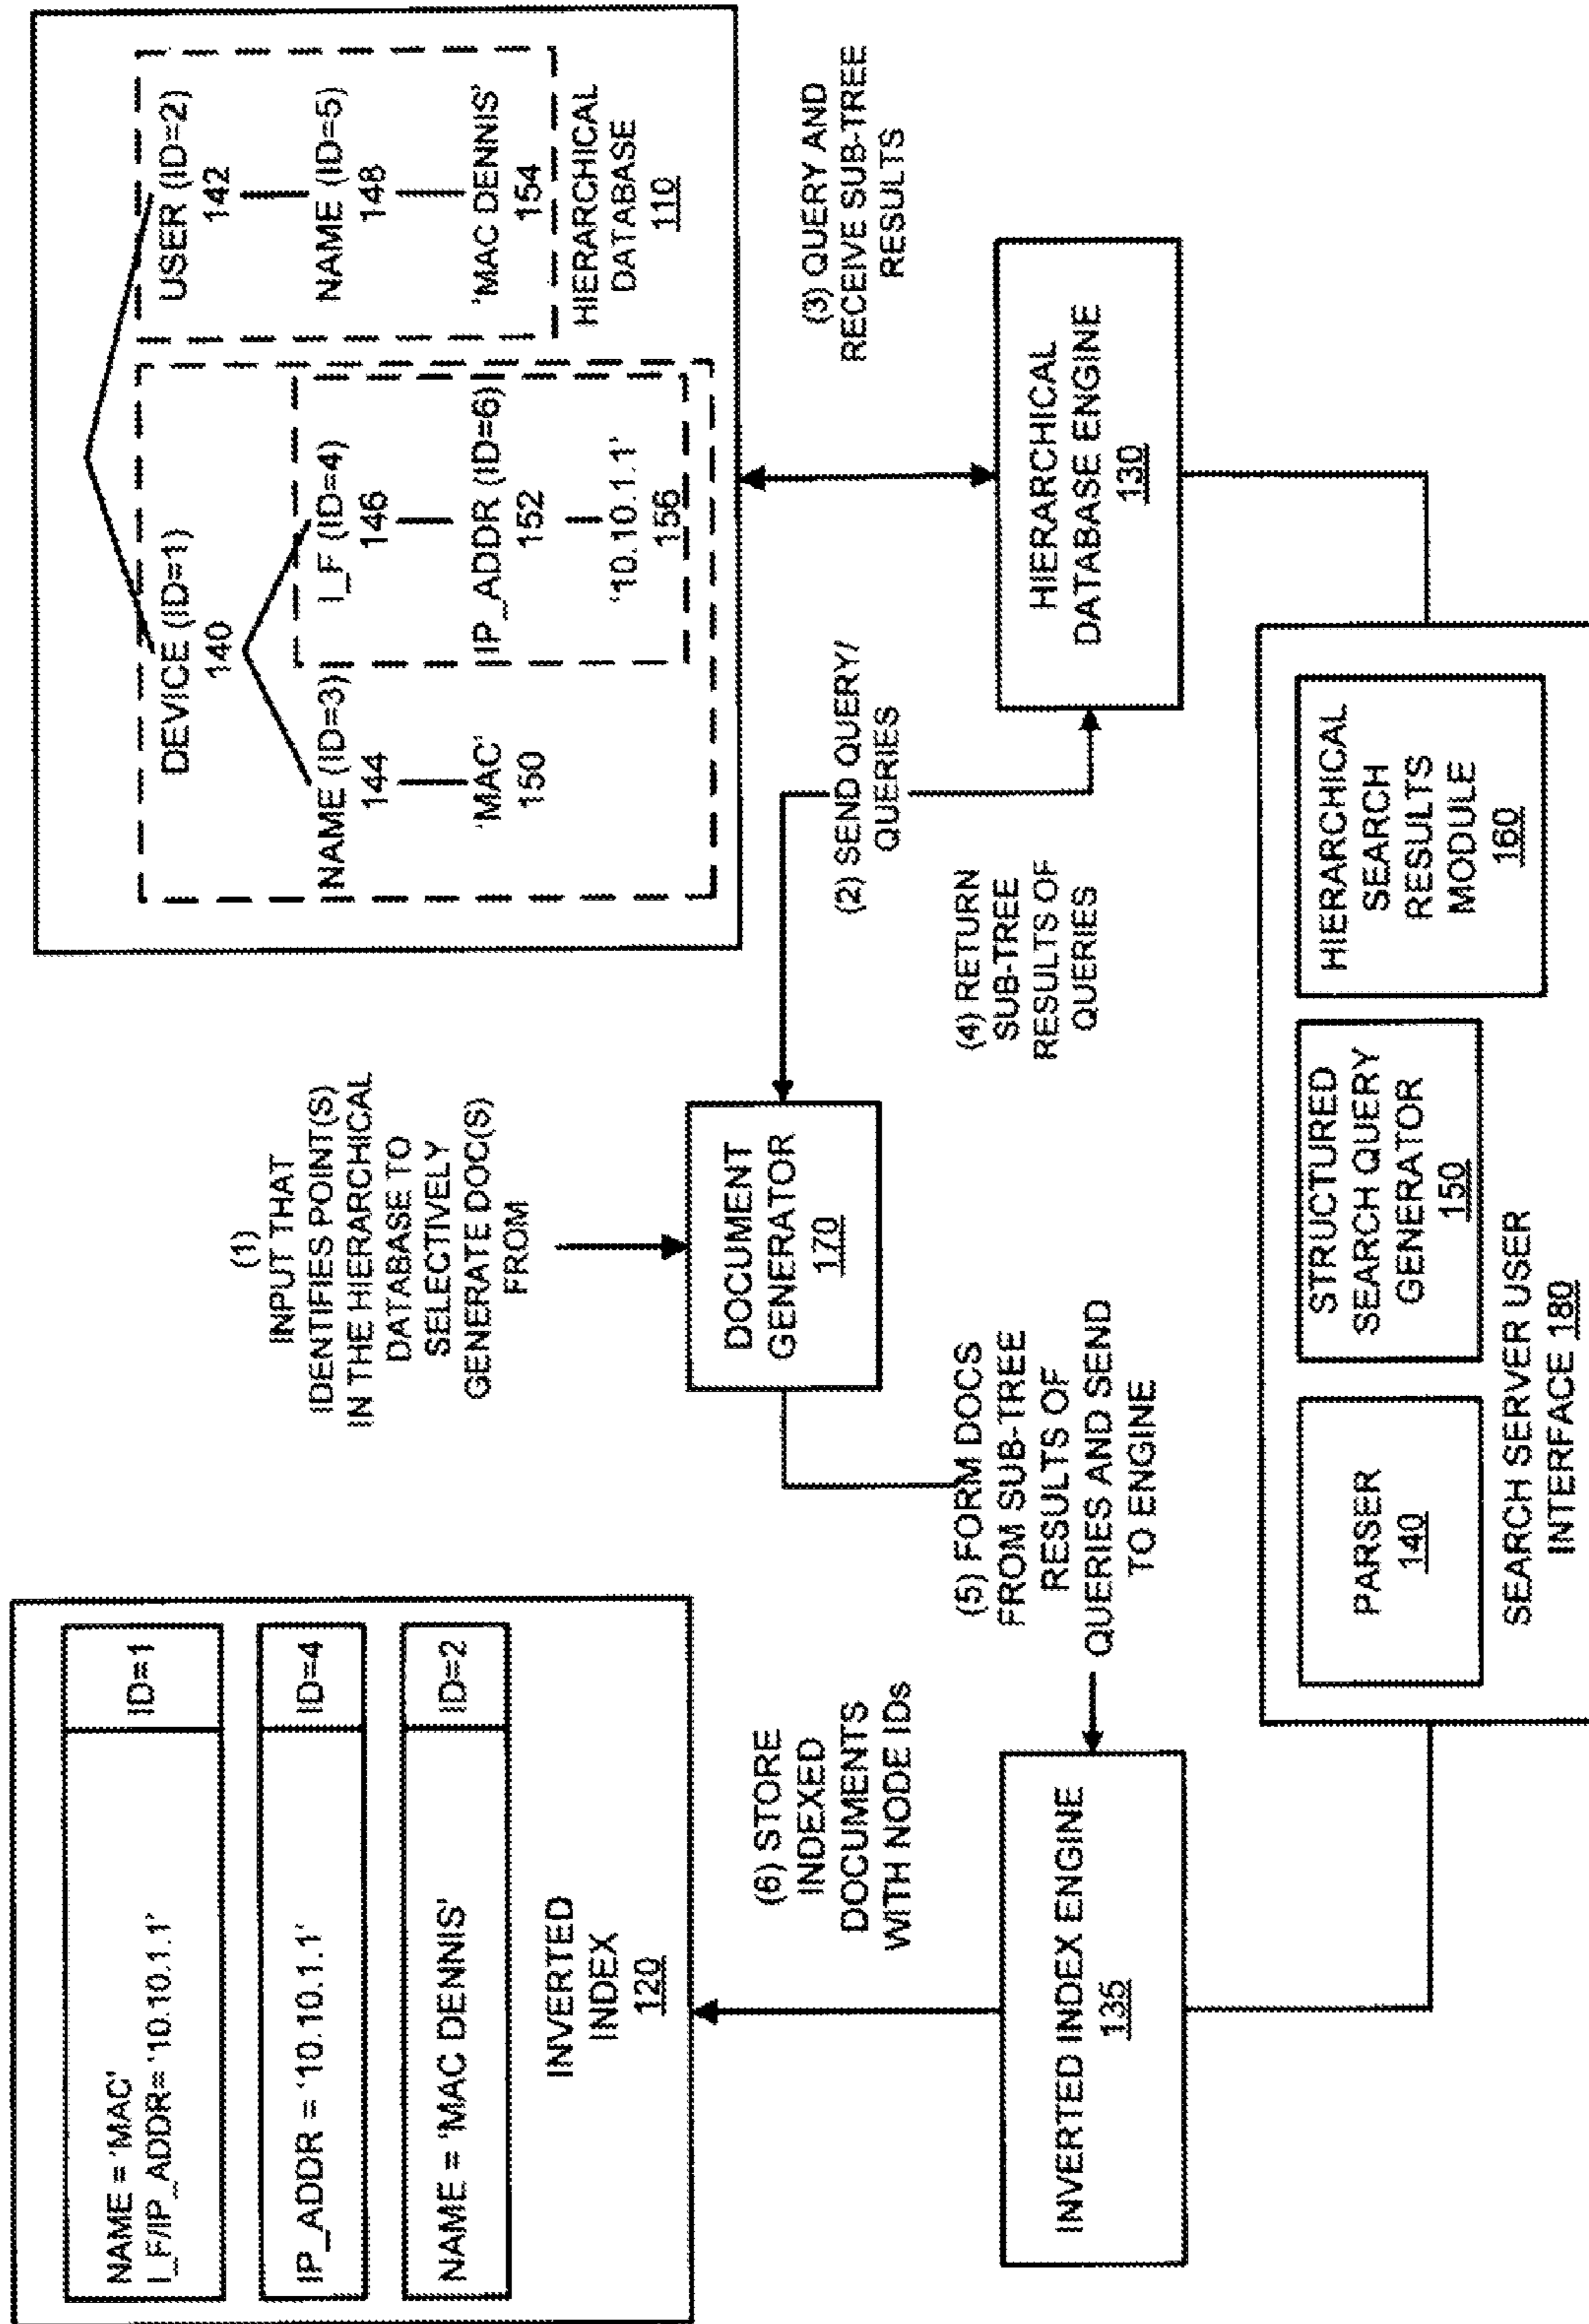 NAME = 'MAC'
I_F/IP_ADDR= '10.10.1.1'
ID=1
IP_ADDR = '10.10.1.1'
ID=4
NAME = 'MAC DENNIS'
ID=2
INVERTED
INDEX
120
(1)
INPUT THAT
IDENTIFIES POINT(S)
IN THE HIERARCHICAL
DATABASE TO
SELECTIVELY
GENERATE DOC(S)
FROM
DEVICE (ID=1)
140
USER (ID=2)
142
NAME (ID=3)
144
I_F (ID=4)
146
NAME (ID=5)
148
'MAC'
150
IP_ADDR (ID=6)
152
'MAC DENNIS'
154
'10.10.1.1'
156
HIERARCHICAL
DATABASE
110
(6) STORE
INDEXED
DOCUMENTS
WITH NODE IDs
DOCUMENT
GENERATOR
170
(2) SEND QUERY/
QUERIES
(3) QUERY AND
RECEIVE SUB-TREE
RESULTS
(4) RETURN
SUB-TREE
RESULTS OF
QUERIES
(5) FORM DOCS
FROM SUB-TREE
RESULTS OF
QUERIES AND SEND
TO ENGINE
INVERTED INDEX ENGINE
135
HIERARCHICAL
DATABASE ENGINE
130
PARSER
140
STRUCTURED
SEARCH QUERY
GENERATOR
150
HIERARCHICAL
SEARCH
RESULTS
MODULE
160
SEARCH SERVER USER
INTERFACE 180